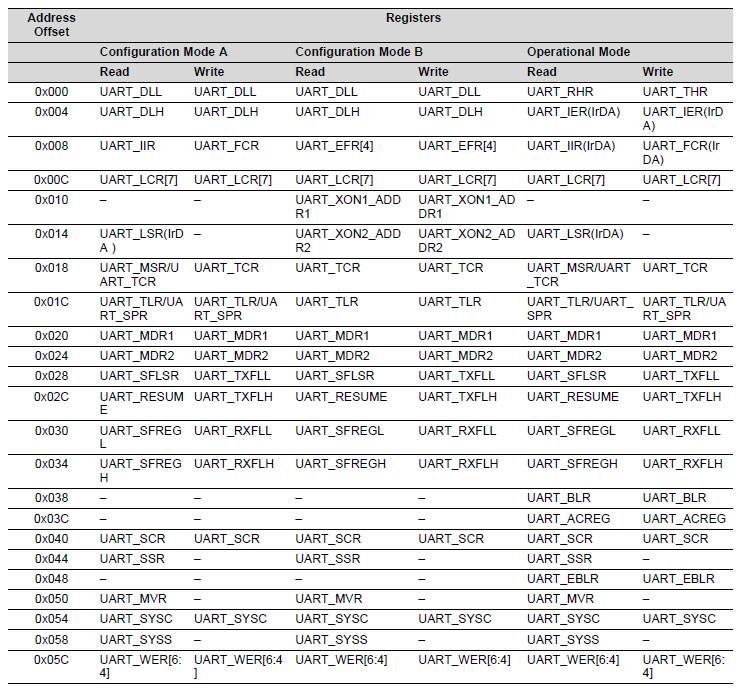 Address Offset Registers
Configuration Mode A Configuration Mode B Operational Mode
Read Write Read Write Read Write
0x000 UART_DLL UART_DLL UART_DLL UART_DLL UART_RHR UART_THR
0x004 UART_DLH UART_DLH UART_DLH UART_DLH UART_IER(IrDA) UART_IER(IrDA)
0x008 UART_IIR UART_FCR UART_EFR[4] UART_EFR[4] UART_IIR(IrDA) UART_FCR(IrDA)
0x00C UART_LCR[7] UART_LCR[7] UART_LCR[7] UART_LCR[7] UART_LCR[7] UART_LCR[7]
0x010 – – UART_XON1_ADDR1 UART_XON1_ADDR1 – –
0x014 UART_LSR(IrDA ) – UART_XON2_ADDR2 UART_XON2_ADDR2 UART_LSR(IrDA) –
0x018 UART_MSR/UART_TCR UART_TCR UART_TCR UART_TCR UART_MSR/UART_TCR UART_TCR
0x01C UART_TLR/UART_SPR UART_TLR/UART_SPR UART_TLR UART_TLR UART_TLR/UART_SPR UART_TLR/UART_SPR
0x020 UART_MDR1 UART_MDR1 UART_MDR1 UART_MDR1 UART_MDR1 UART_MDR1
0x024 UART_MDR2 UART_MDR2 UART_MDR2 UART_MDR2 UART_MDR2 UART_MDR2
0x028 UART_SFLSR UART_TXFLL UART_SFLSR UART_TXFLL UART_SFLSR UART_TXFLL
0x02C UART_RESUME UART_TXFLH UART_RESUME UART_TXFLH UART_RESUME UART_TXFLH
0x030 UART_SFREGL UART_RXFLL UART_SFREGL UART_RXFLL UART_SFREGL UART_RXFLL
0x034 UART_SFREGH UART_RXFLH UART_SFREGH UART_RXFLH UART_SFREGH UART_RXFLH
0x038 – – – – UART_BLR UART_BLR
0x03C – – – – UART_ACREG UART_ACREG
0x040 UART_SCR UART_SCR UART_SCR UART_SCR UART_SCR UART_SCR
0x044 UART_SSR – UART_SSR – UART_SSR –
0x048 – – – – UART_EBLR UART_EBLR
0x050 UART_MVR – UART_MVR – UART_MVR –
0x054 UART_SYSC UART_SYSC UART_SYSC UART_SYSC UART_SYSC UART_SYSC
0x058 UART_SYSS – UART_SYSS – UART_SYSS –
0x05C UART_WER[6:4] UART_WER[6:4] UART_WER[6:4] UART_WER[6:4] UART_WER[6:4] UART_WER[6:4]